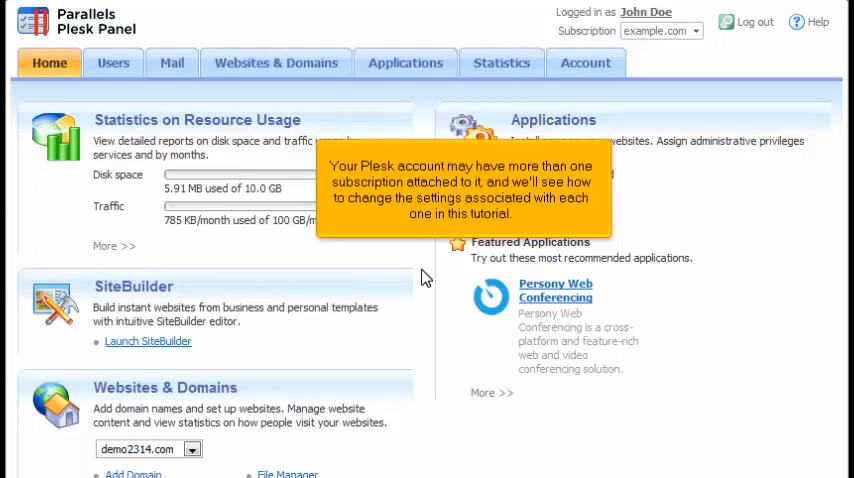 Parallels
Plesk Panel
Logged in as John Doe
Subscription example.com
Log out
Help
Home
Users
Mail
Websites & Domains
Applications
Statistics
Account
Statistics on Resource Usage
View detailed reports on disk space and traffic
services and by months.
Disk space
5.91 MB used of 10.0 GB
Traffic
785 KB/month used of 100 GB/m
More >>
Your Plesk account may have more than one
subscription attached to it, and we'll see how
to change the settings associated with each
one in this tutorial.
Applications
websites. Assign administrative privileges
Featured Applications
Try out these most recommended applications.
Persony Web
Conferencing
Persony Web
Conferencing is a cross-
platform and feature-rich
web and video
conferencing solution.
More >>
SiteBuilder
Build instant websites from business and personal templates
with intuitive SiteBuilder editor.
Launch SiteBuilder
Websites & Domains
Add domain names and set up websites. Manage website
content and view statistics on how people visit your websites.
demo2314.com
Add Domain
File Manager